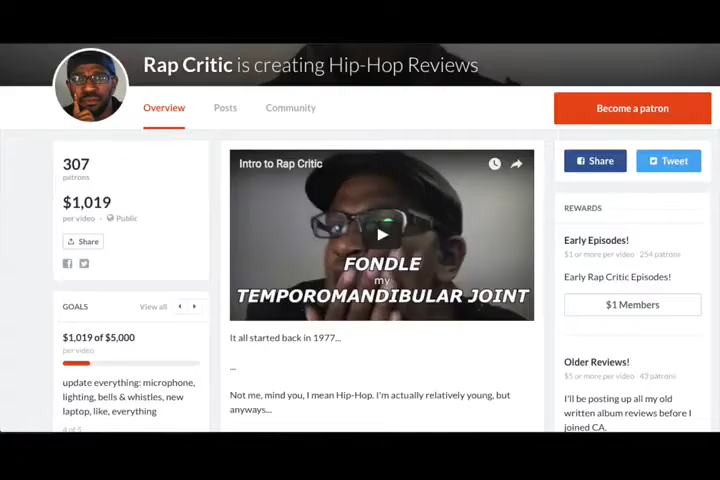 Rap Critic is creating Hip-Hop Reviews
Overview
Posts
Community
Become a patron
307
patrons
$1,019
per video · Public
Share
GOALS
View all
$1,019 of $5,000
per video
update everything: microphone,
lighting, bells & whistles, new
laptop, like, everything
4 of 5
Intro to Rap Critic
FONDLE
my
TEMPOROMANDIBULAR JOINT
It all started back in 1977...
...
Not me, mind you, I mean Hip-Hop. I'm actually relatively young, but
anyways...
Share
Tweet
REWARDS
Early Episodes!
$1 or more per video · 254 patrons
Early Rap Critic Episodes!
$1 Members
Older Reviews!
$5 or more per video · 43 patrons
I'll be posting up all my old
written album reviews before I
joined CA.